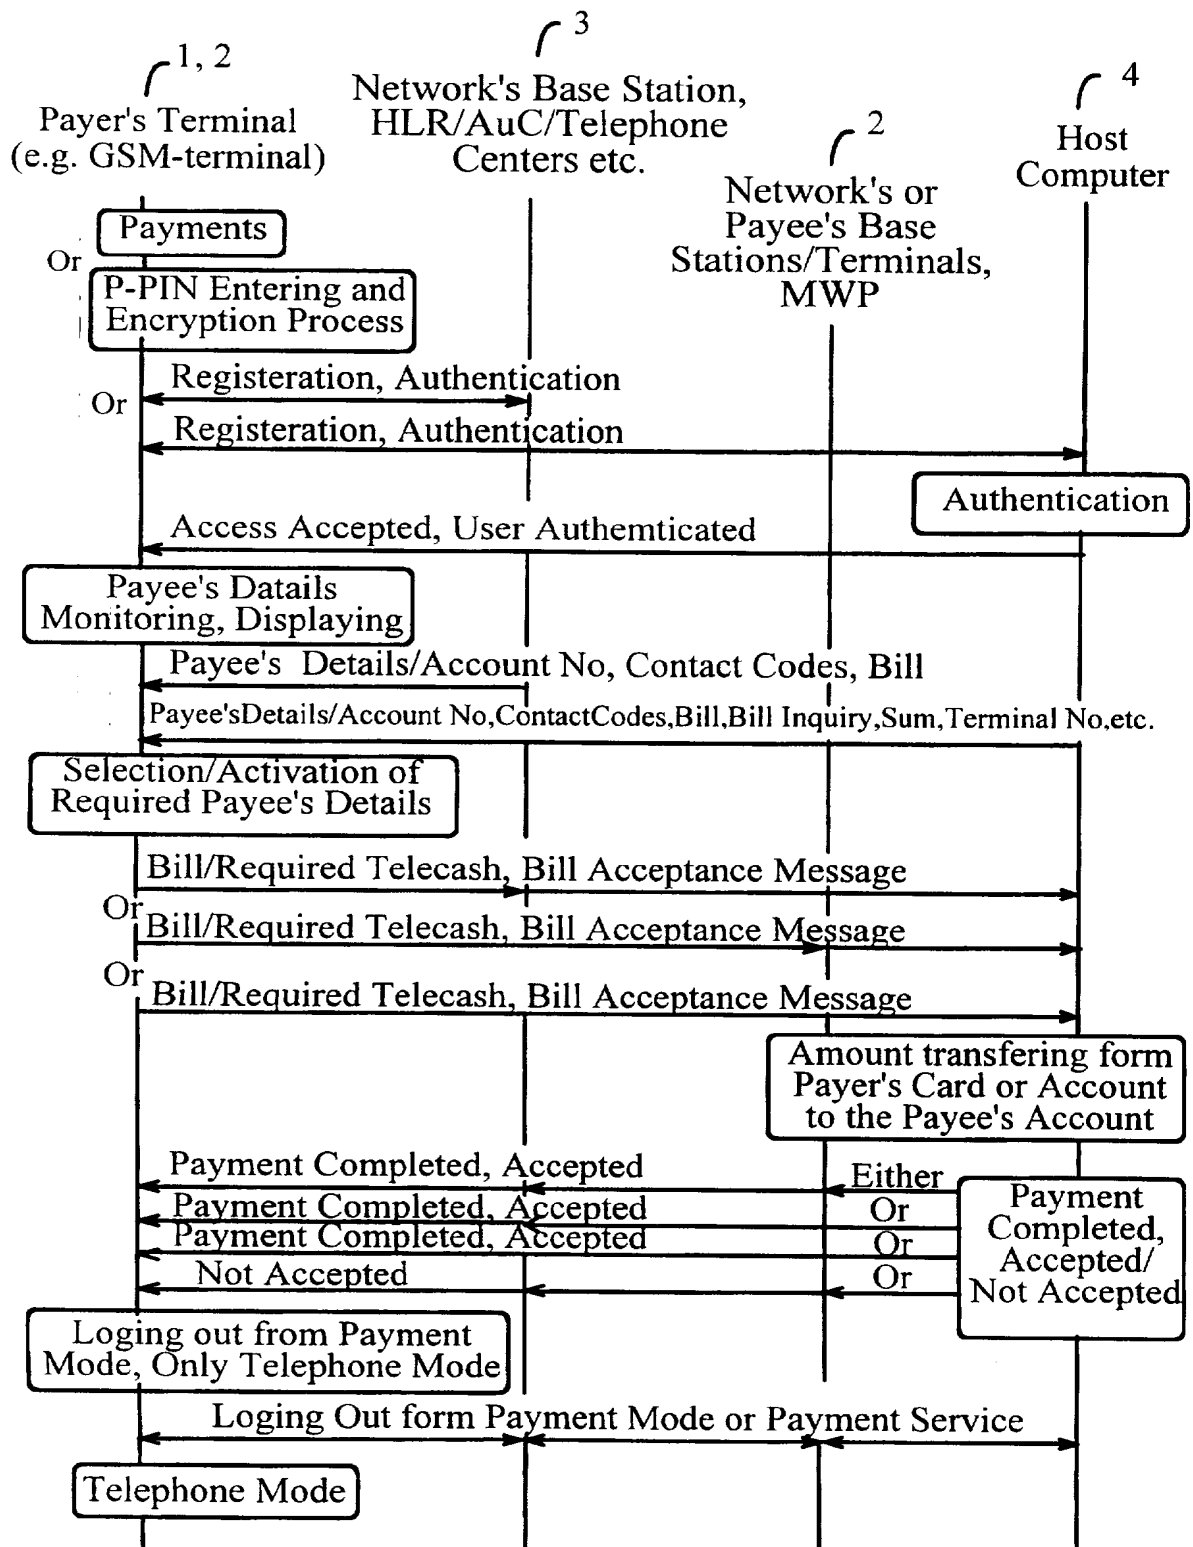 1, 2
3
2
4
Payer's Terminal
(e.g. GSM-terminal)
Network's Base Station,
HLR/AuC/Telephone
Centers etc.
Network's or
Payee's Base
Stations/Terminals,
MWP
Host
Computer
Payments
Or
P-PIN Entering and
Encryption Process
Registeration, Authentication
Or
Registeration, Authentication
Authentication
Access Accepted, User Authemticated
Payee's Datails
Monitoring, Displaying
Payee's Details/Account No, Contact Codes, Bill
Payee'sDetails/Account No,ContactCodes,Bill,Bill Inquiry,Sum,Terminal No,etc.
Selection/Activation of
Required Payee's Details
Bill/Required Telecash, Bill Acceptance Message
Or
Bill/Required Telecash, Bill Acceptance Message
Or
Bill/Required Telecash, Bill Acceptance Message
Amount transfering form
Payer's Card or Account
to the Payee's Account
Payment Completed, Accepted
Either
Payment Completed, Accepted
Or
Payment Completed, Accepted
Or
Not Accepted
Or
Payment
Completed,
Accepted/
Not Accepted
Loging out from Payment
Mode, Only Telephone Mode
Loging Out form Payment Mode or Payment Service
Telephone Mode